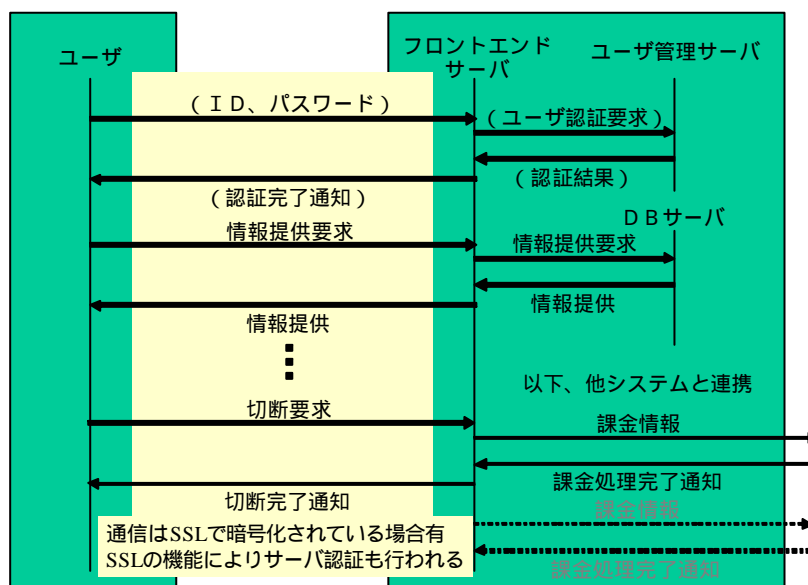 ユーザ
フロントエンド
サーバ
ユーザ管理サーバ
（ＩＤ、パスワード）
（ユーザ認証要求）
（認証結果）
（認証完了通知）
ＤＢサーバ
情報提供要求
情報提供要求
情報提供
情報提供
以下、他システムと連携
切断要求
課金情報
課金処理完了通知
切断完了通知
課金情報
通信はSSLで暗号化されている場合有
SSLの機能によりサーバ認証も行われる
課金処理完了通知